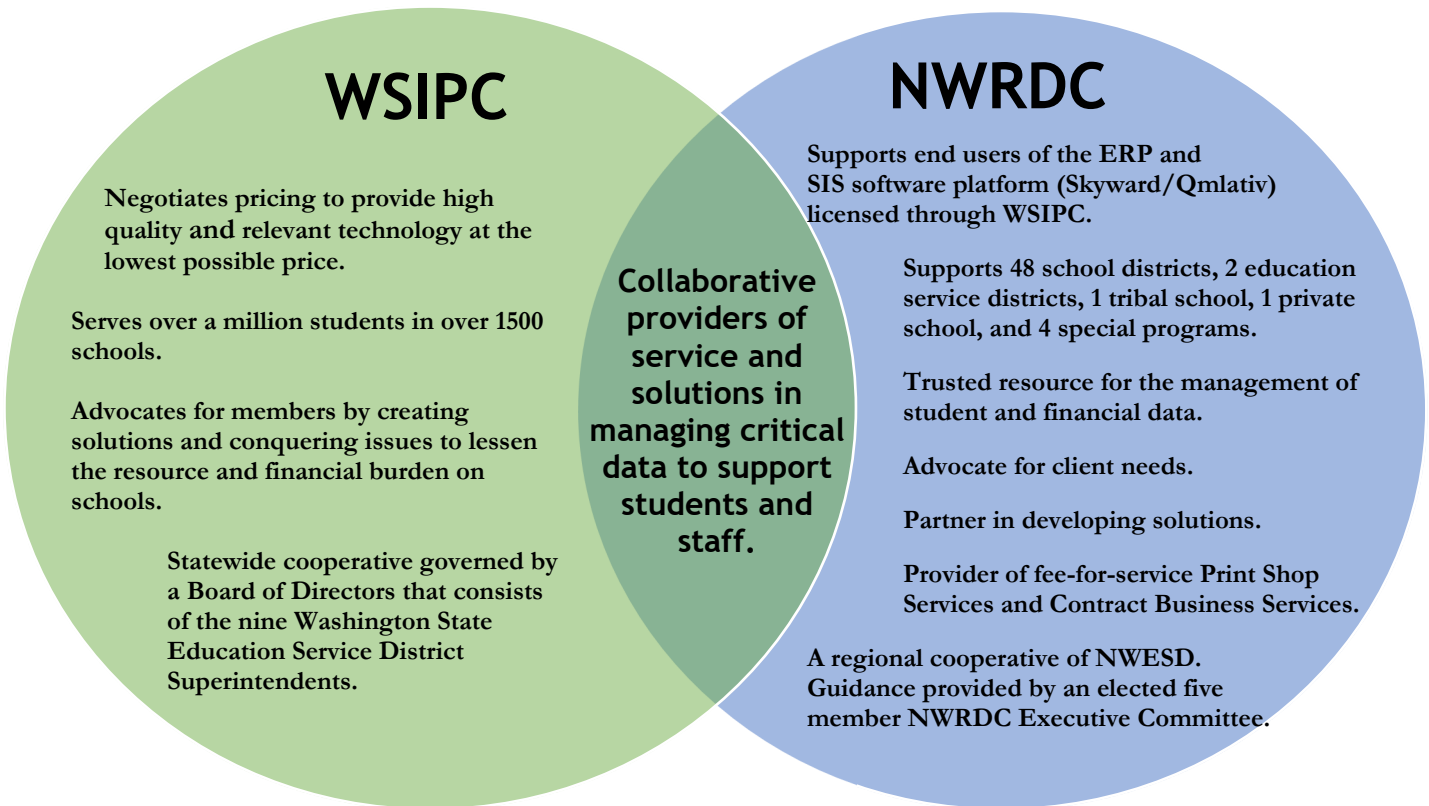 WSIPC
Negotiates pricing to provide high
quality and relevant technology at the
lowest possible price.
Serves over a million students in over 1500
schools.
Advocates for members by creating
solutions and conquering issues to lessen
the resource and financial burden on
schools.
Statewide cooperative governed by
a Board of Directors that consists
of the nine Washington State
Education Service District
Superintendents.
Collaborative
providers of
service and
solutions in
managing critical
data to support
students and
staff.
NWRDC
Supports end users of the ERP and
SIS software platform (Skyward/Qmlativ)
licensed through WSIPC.
Supports 48 school districts, 2 education
service districts, 1 tribal school, 1 private
school, and 4 special programs.
Trusted resource for the management of
student and financial data.
Advocate for client needs.
Partner in developing solutions.
Provider of fee-for-service Print Shop
Services and Contract Business Services.
A regional cooperative of NWESD.
Guidance provided by an elected five
member NWRDC Executive Committee.